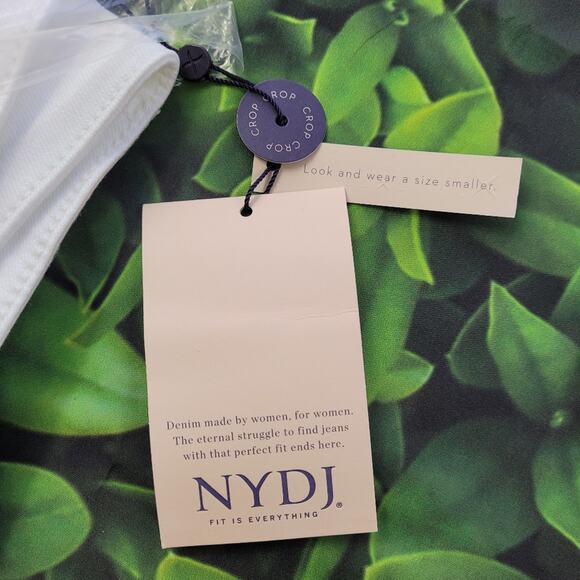 CROP CROP CROP CROP
Look and wear a size smaller.
Denim made by women, for women.
The eternal struggle to find jeans
with that perfect fit ends here.
NYDJ®
FIT IS EVERYTHING